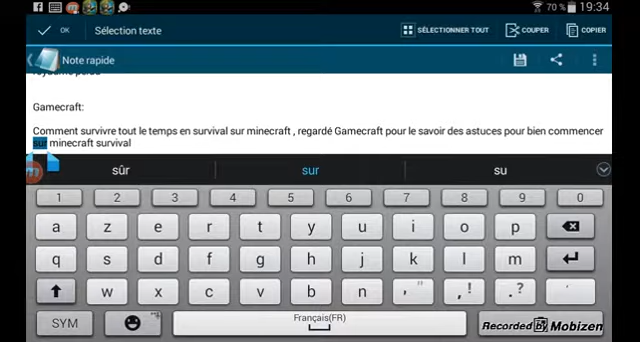 70 % 19:34
OK Sélection texte SÉLECTIONNER TOUT COUPER COPIER
Note rapide
Gamecraft:
Comment survivre tout le temps en survival sur minecraft , regardé Gamecraft pour le savoir des astuces pour bien commencer
sur minecraft survival
sûr sur su
1 2 3 4 5 6 7 8 9 0
a z e r t y u i o p
q s d f g h j k l m
w x c v b n , " , ! . ? '
SYM Français(FR) Recorded by Mobizen